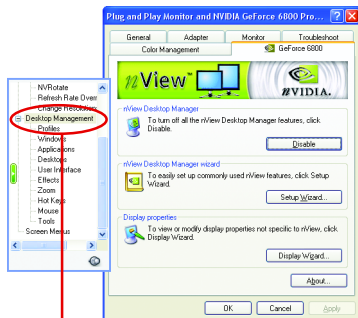 Plug and Play Monitor and NVIDIA GeForce 6800 Pro...
General
Adapter
Monitor
Troubleshoot
Color Management
GeForce 6800
nView
NVIDIA.
nView Desktop Manager
To turn off all the nView Desktop Manager features, click
Disable.
Disable
nView Desktop Manager wizard
To easily set up commonly used nView features, click Setup
Wizard.
Setup Wizard...
Display properties
To view or modify display properties not specific to nView, click
Display Wizard.
Display Wizard...
About...
OK
Cancel
Apply
NVRotate
Refresh Rate Overr
Change Resolution
Desktop Management
Profiles
Windows
Applications
Desktops
User Interface
Effects
Zoom
Hot Keys
Mouse
Tools
Screen Menus